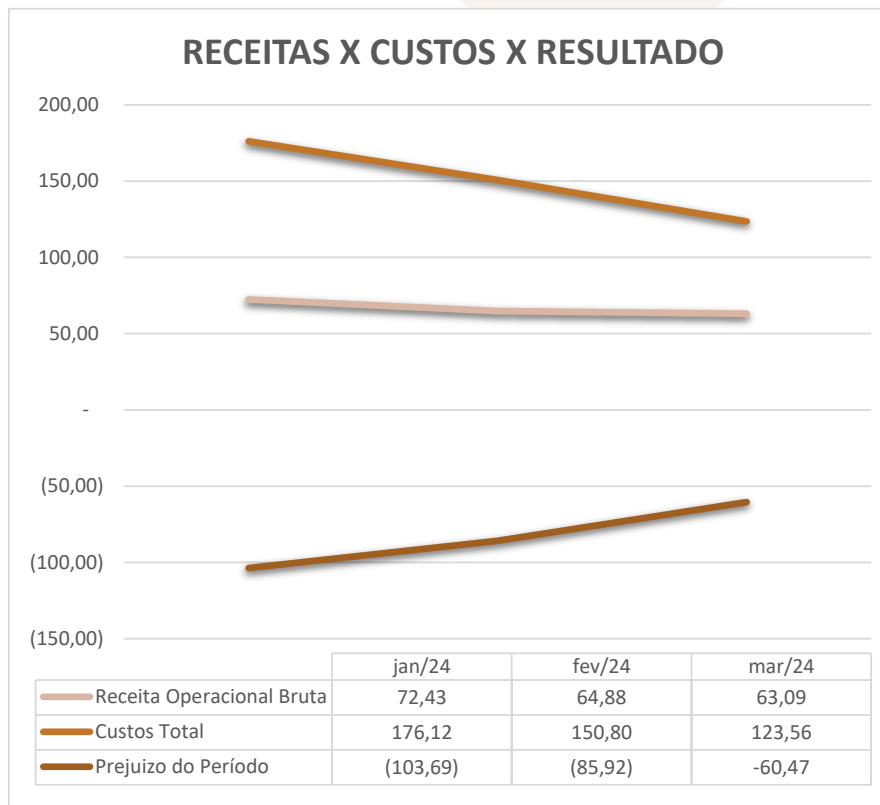 RECEITAS X CUSTOS X RESULTADO
200,00
150,00
100,00
50,00
-
(50,00)
(100,00)
(150,00)
jan/24 fev/24 mar/24
Receita Operacional Bruta 72,43 64,88 63,09
Custos Total 176,12 150,80 123,56
Prejuizo do Período (103,69) (85,92) -60,47